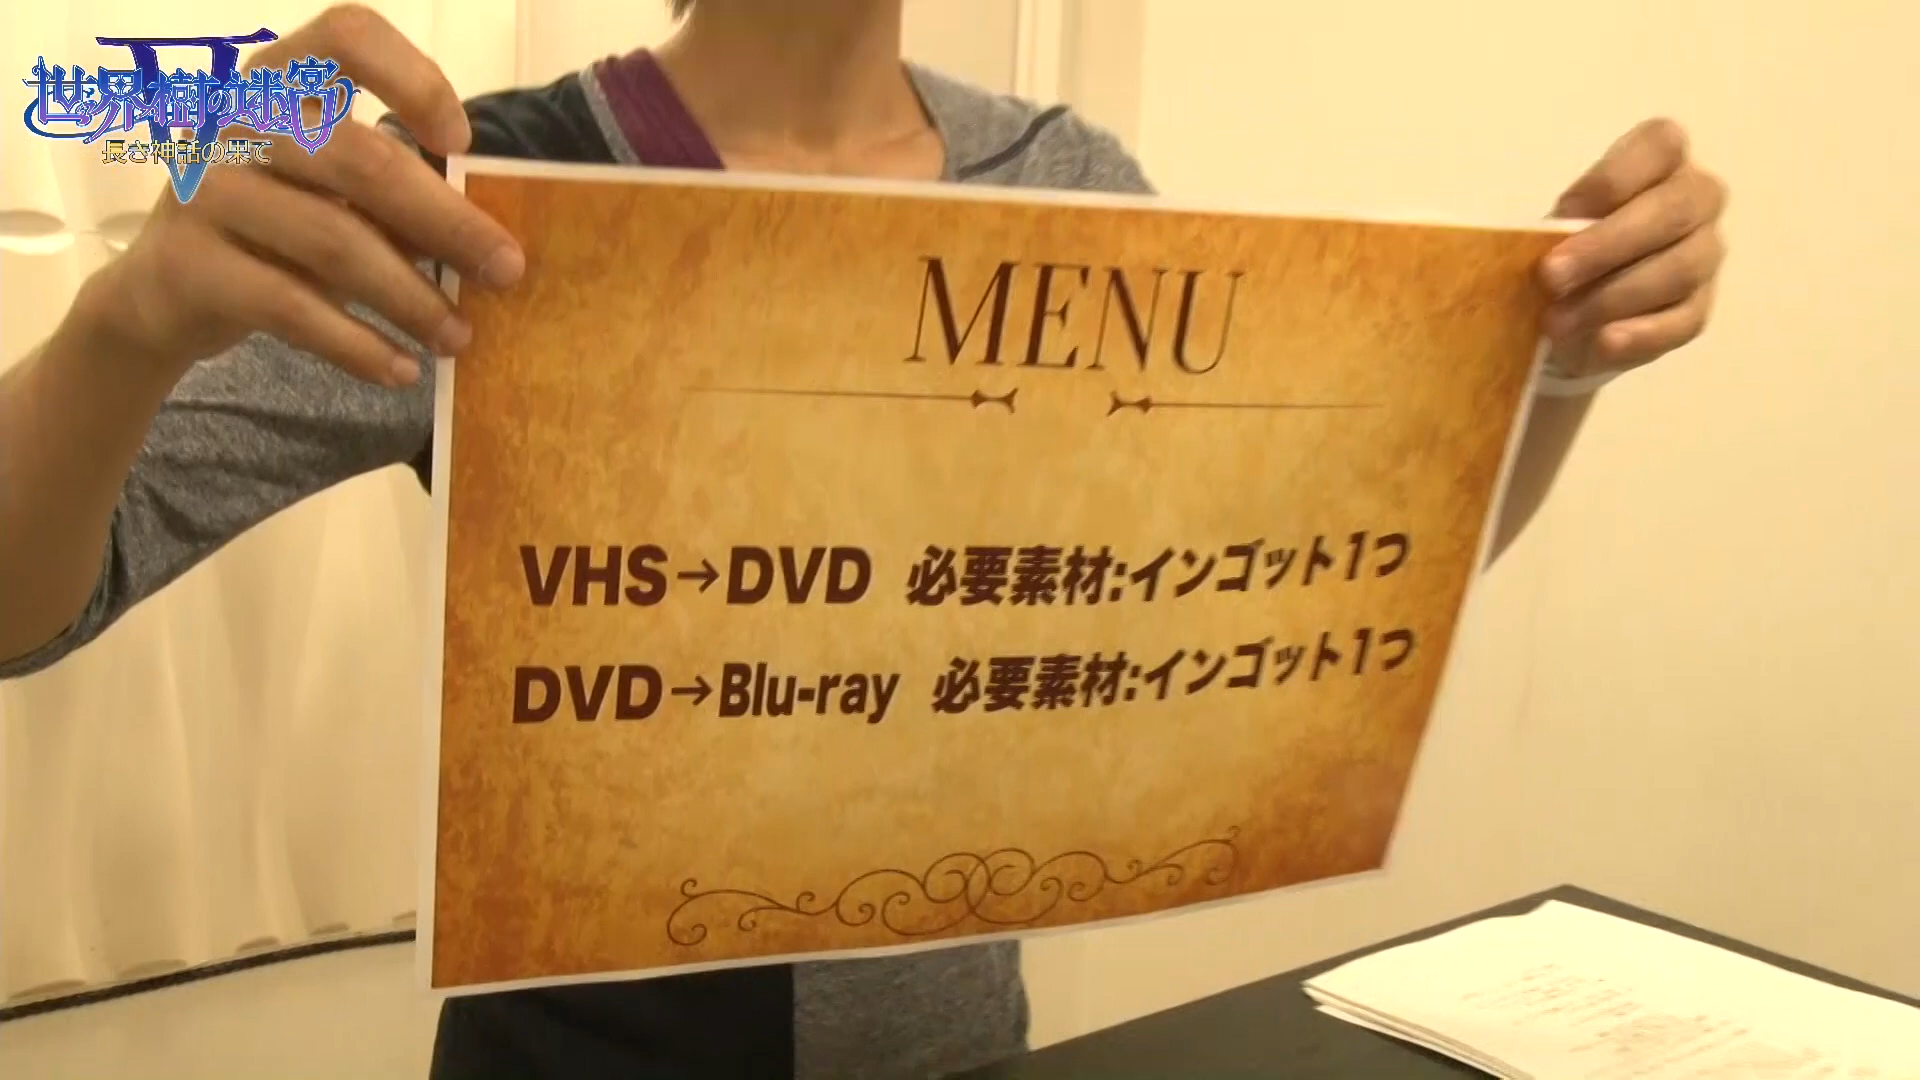 世界樹の迷宮V
長き神話の果て
MENU
VHS→DVD 必要素材:インゴット1つ
DVD→Blu-ray 必要素材:インゴット1つ